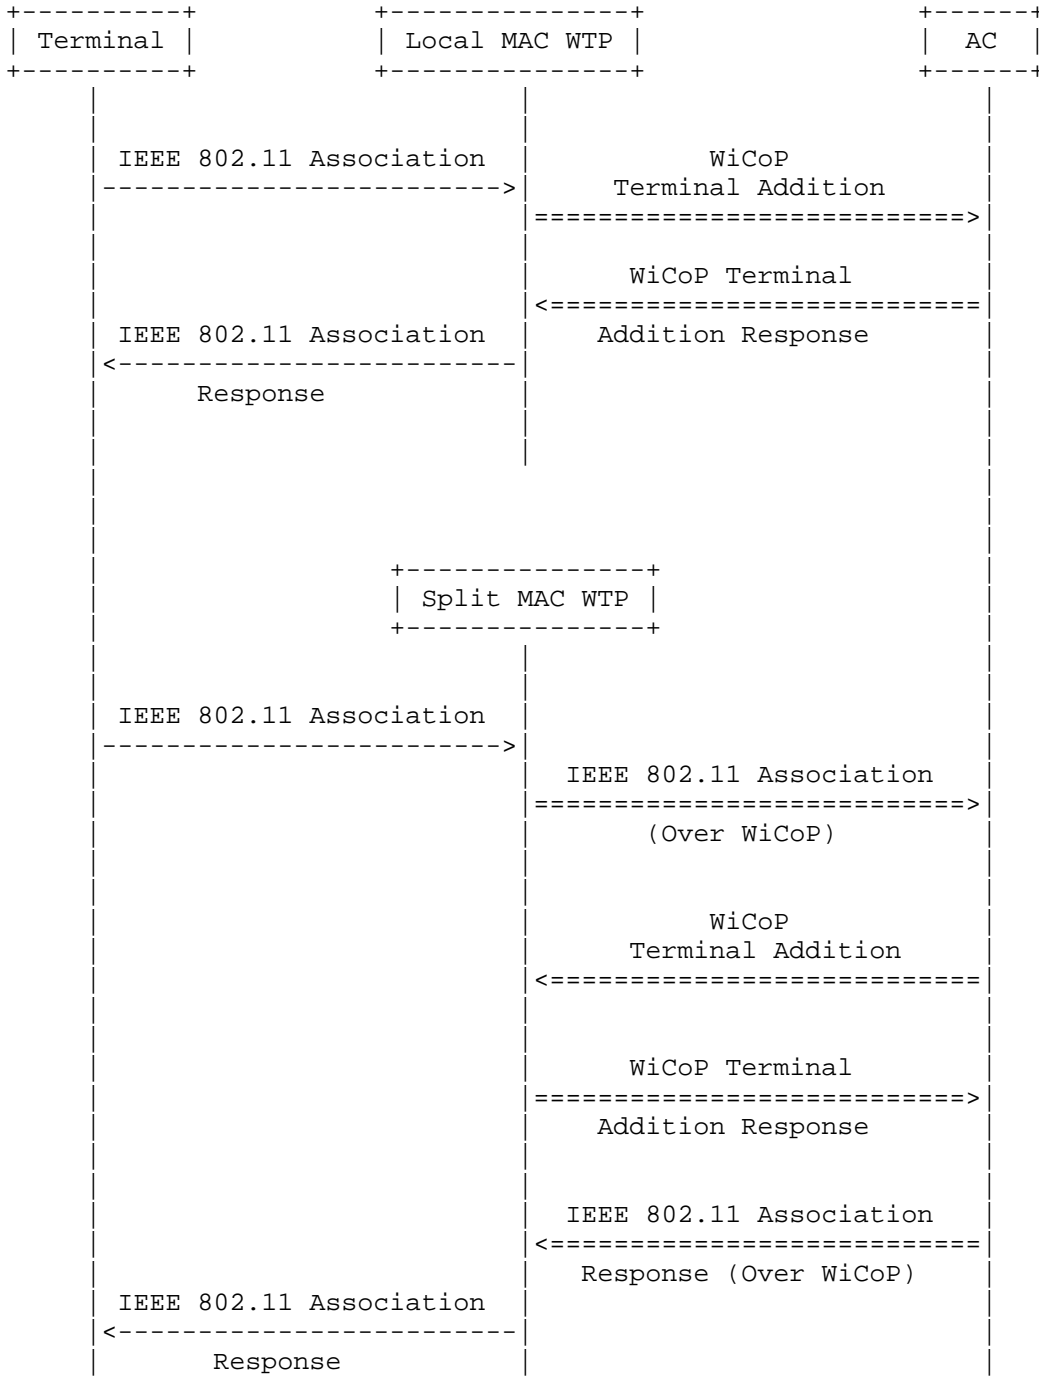 Terminal Local MAC WTP AC
IEEE 802.11 Association WiCoP
Terminal Addition
WiCoP Terminal
IEEE 802.11 Association Addition Response
Response
Split MAC WTP
IEEE 802.11 Association
IEEE 802.11 Association
(Over WiCoP)
WiCoP
Terminal Addition
WiCoP Terminal
Addition Response
IEEE 802.11 Association
Response (Over WiCoP)
IEEE 802.11 Association
Response